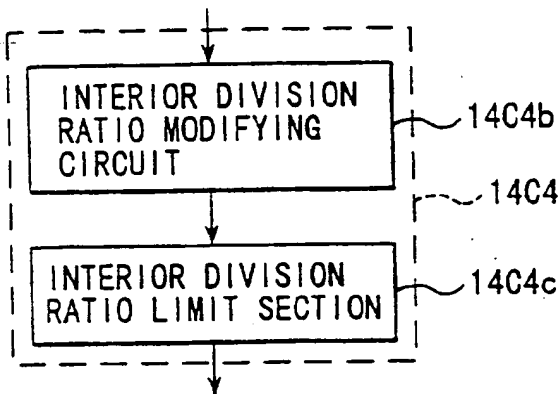 INTERIOR DIVISION
RATIO MODIFYING
CIRCUIT
14C4b
14C4
INTERIOR DIVISION
RATIO LIMIT SECTION
14C4c